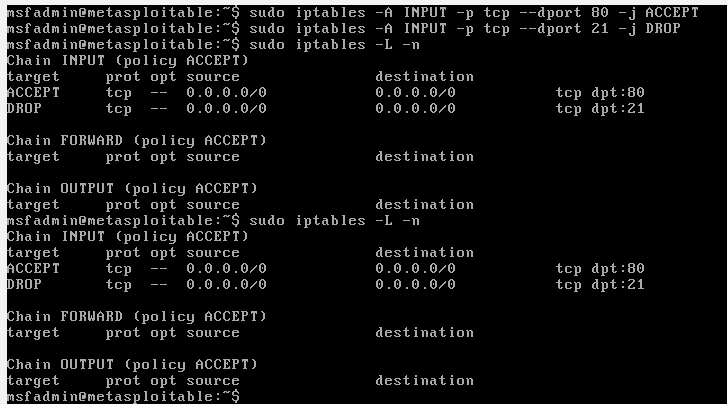 msfadmin@metasploitable:~$ sudo iptables -A INPUT -p tcp --dport 80 -j ACCEPT
msfadmin@metasploitable:~$ sudo iptables -A INPUT -p tcp --dport 21 -j DROP
msfadmin@metasploitable:~$ sudo iptables -L -n
Chain INPUT (policy ACCEPT)
target     prot opt source               destination
ACCEPT     tcp  --  0.0.0.0/0            0.0.0.0/0           tcp dpt:80
DROP       tcp  --  0.0.0.0/0            0.0.0.0/0           tcp dpt:21

Chain FORWARD (policy ACCEPT)
target     prot opt source               destination

Chain OUTPUT (policy ACCEPT)
target     prot opt source               destination
msfadmin@metasploitable:~$ sudo iptables -L -n
Chain INPUT (policy ACCEPT)
target     prot opt source               destination
ACCEPT     tcp  --  0.0.0.0/0            0.0.0.0/0           tcp dpt:80
DROP       tcp  --  0.0.0.0/0            0.0.0.0/0           tcp dpt:21

Chain FORWARD (policy ACCEPT)
target     prot opt source               destination

Chain OUTPUT (policy ACCEPT)
target     prot opt source               destination
msfadmin@metasploitable:~$